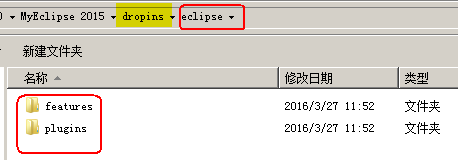 MyEclipse 2015 ▾ dropins ▾ eclipse ▾
新建文件夹
名称 修改日期 类型
features 2016/3/27 11:52 文件夹
plugins 2016/3/27 11:52 文件夹